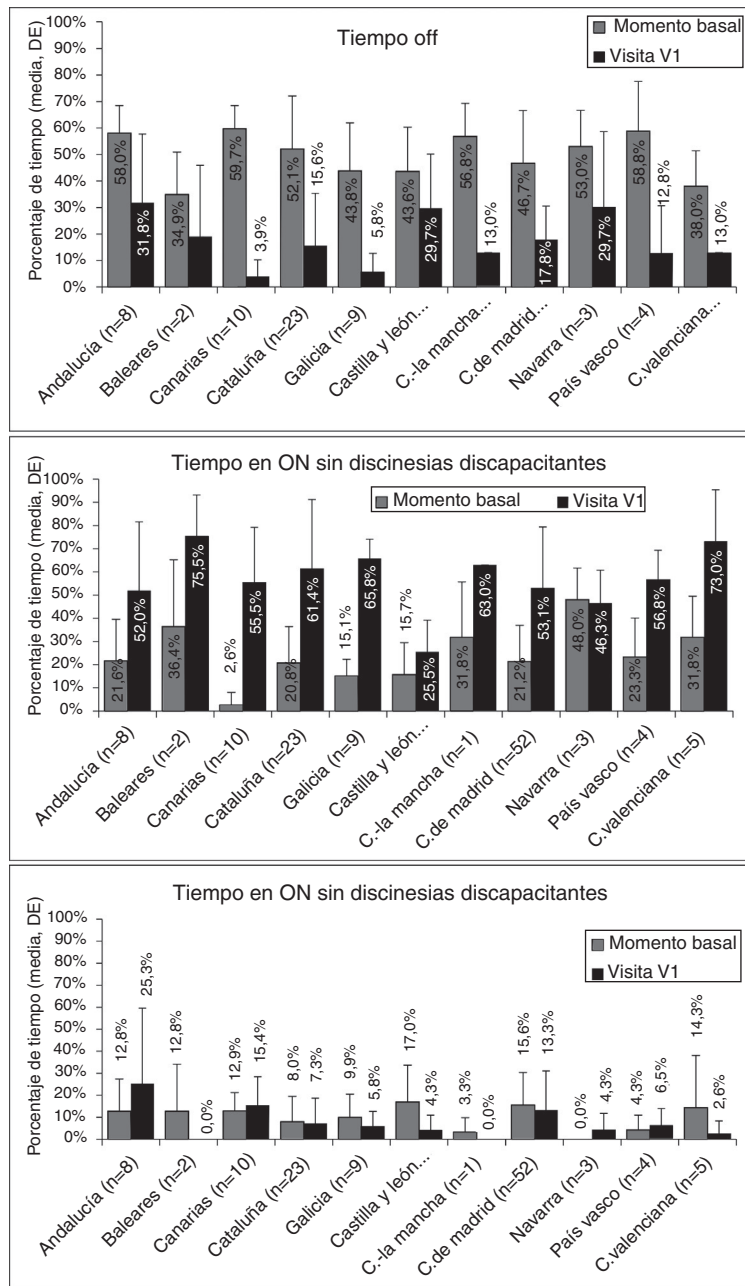 Tiempo off
Momento basal
Visita V1
Porcentaje de tiempo (media, DE)
100%
90%
80%
70%
60%
50%
40%
30%
20%
10%
0%
58,0%
31,8%
34,9%
59,7%
3,9%
52,1%
15,6%
43,8%
5,8%
43,6%
29,7%
56,8%
13,0%
46,7%
17,8%
53,0%
29,7%
58,8%
12,8%
38,0%
13,0%
Andalucía (n=8)
Baleares (n=2)
Canarias (n=10)
Cataluña (n=23)
Galicia (n=9)
Castilla y león...
C.-la mancha...
C.de madrid...
Navarra (n=3)
País vasco (n=4)
C.valenciana...
Tiempo en ON sin discinesias discapacitantes
Momento basal
Visita V1
Porcentaje de tiempo (media, DE)
100%
90%
80%
70%
60%
50%
40%
30%
20%
10%
0%
21,6%
52,0%
36,4%
75,5%
2,6%
55,5%
20,8%
61,4%
15,1%
65,8%
15,7%
25,5%
31,8%
63,0%
21,2%
53,1%
48,0%
46,3%
23,3%
56,8%
31,8%
73,0%
Andalucía (n=8)
Baleares (n=2)
Canarias (n=10)
Cataluña (n=23)
Galicia (n=9)
Castilla y león...
C.-la mancha (n=1)
C.de madrid (n=52)
Navarra (n=3)
País vasco (n=4)
C.valenciana (n=5)
Tiempo en ON sin discinesias discapacitantes
Momento basal
Visita V1
Porcentaje de tiempo (media, DE)
100%
90%
80%
70%
60%
50%
40%
30%
20%
10%
0%
12,8%
25,3%
12,8%
0,0%
12,9%
15,4%
8,0%
7,3%
9,9%
5,8%
17,0%
4,3%
3,3%
0,0%
15,6%
13,3%
0,0%
4,3%
4,3%
6,5%
14,3%
2,6%
Andalucía (n=8)
Baleares (n=2)
Canarias (n=10)
Cataluña (n=23)
Galicia (n=9)
Castilla y león...
C.-la mancha (n=1)
C.de madrid (n=52)
Navarra (n=3)
País vasco (n=4)
C.valenciana (n=5)